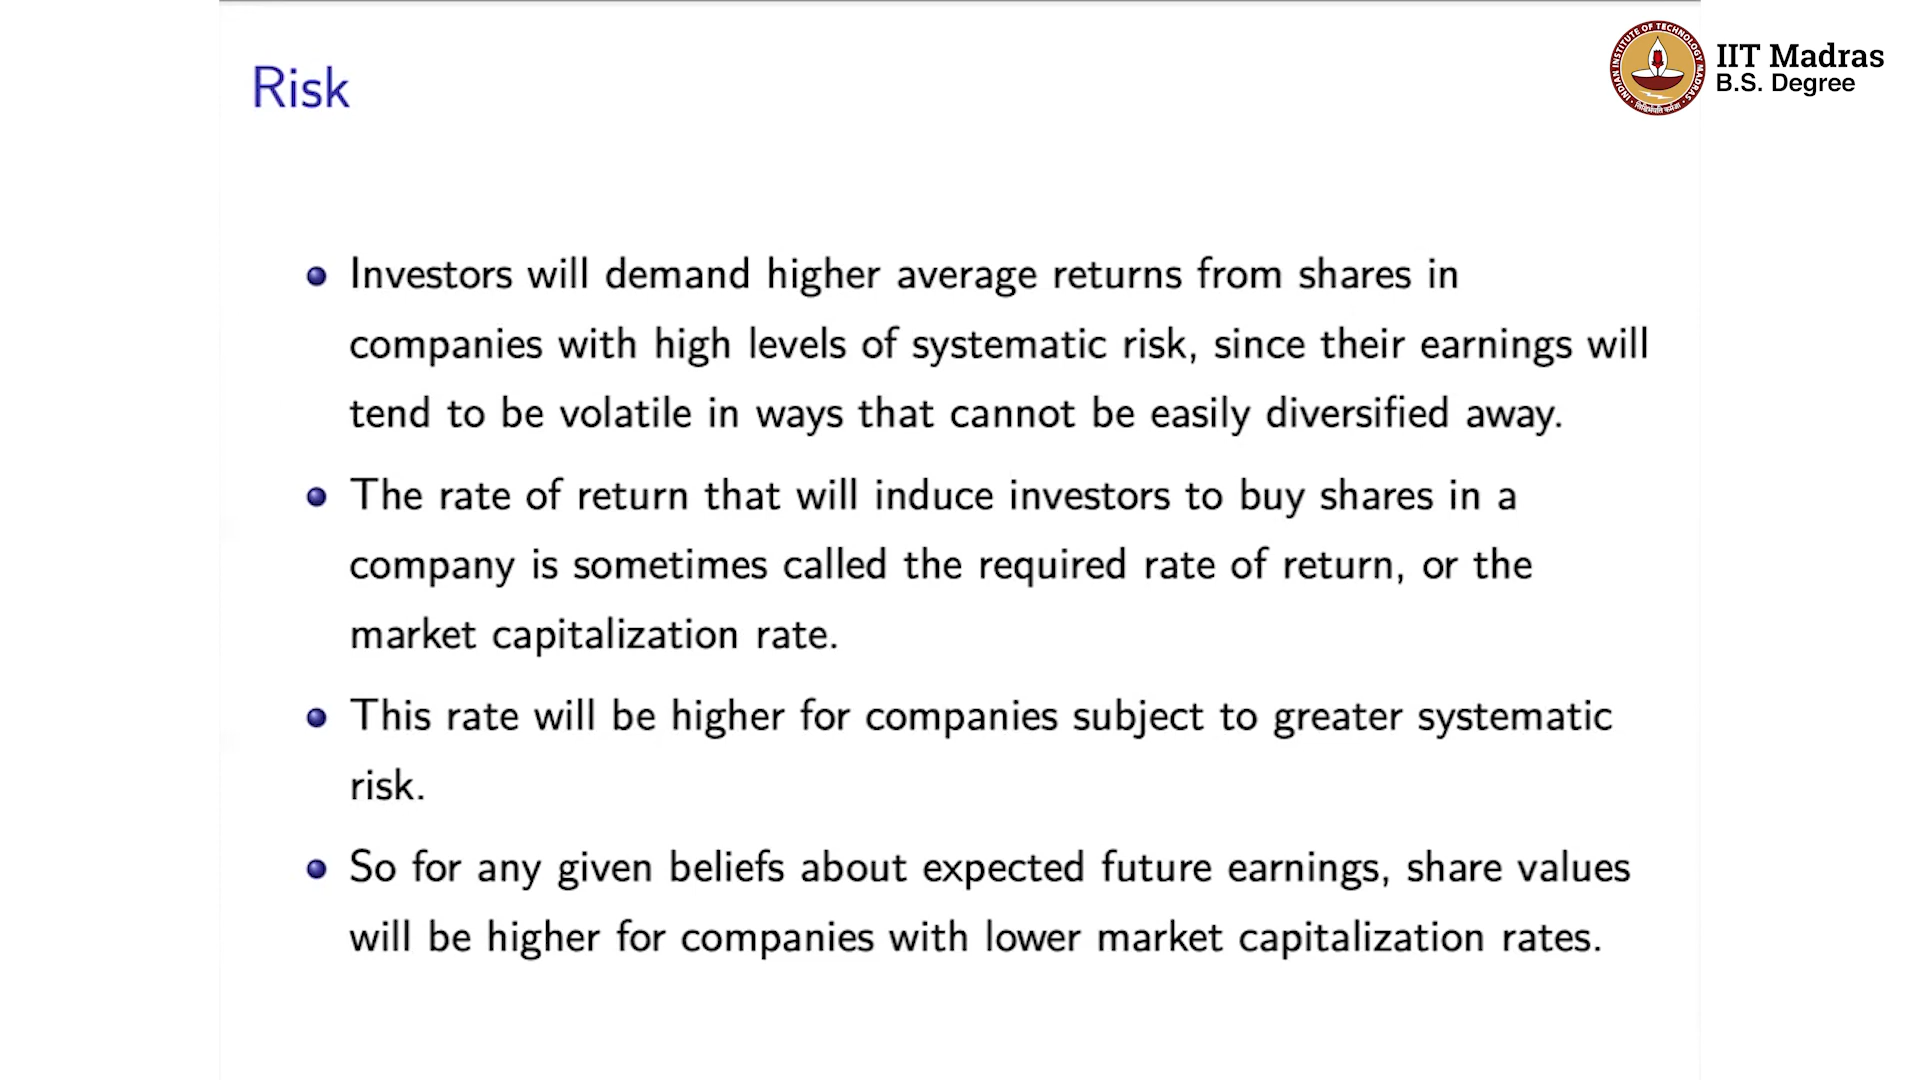 Risk
IIT Madras
B.S. Degree
INDIAN INSTITUTE OF TECHNOLOGY MADRAS
Investors will demand higher average returns from shares in
companies with high levels of systematic risk, since their earnings will
tend to be volatile in ways that cannot be easily diversified away.
The rate of return that will induce investors to buy shares in a
company is sometimes called the required rate of return, or the
market capitalization rate.
This rate will be higher for companies subject to greater systematic
risk.
So for any given beliefs about expected future earnings, share values
will be higher for companies with lower market capitalization rates.